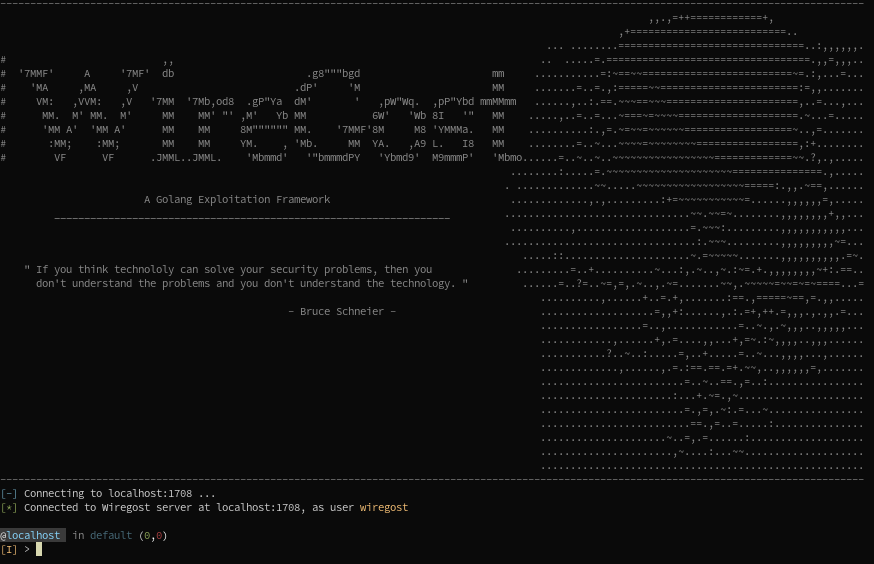 WireGost
A Golang Exploitation Framework
" If you think technololy can solve your security problems, then you
don't understand the problems and you don't understand the technology. "
- Bruce Schneier -
[-] Connecting to localhost:1708 ...
[*] Connected to Wiregost server at localhost:1708, as user wiregost
@localhost in default (0,0)
[I] >